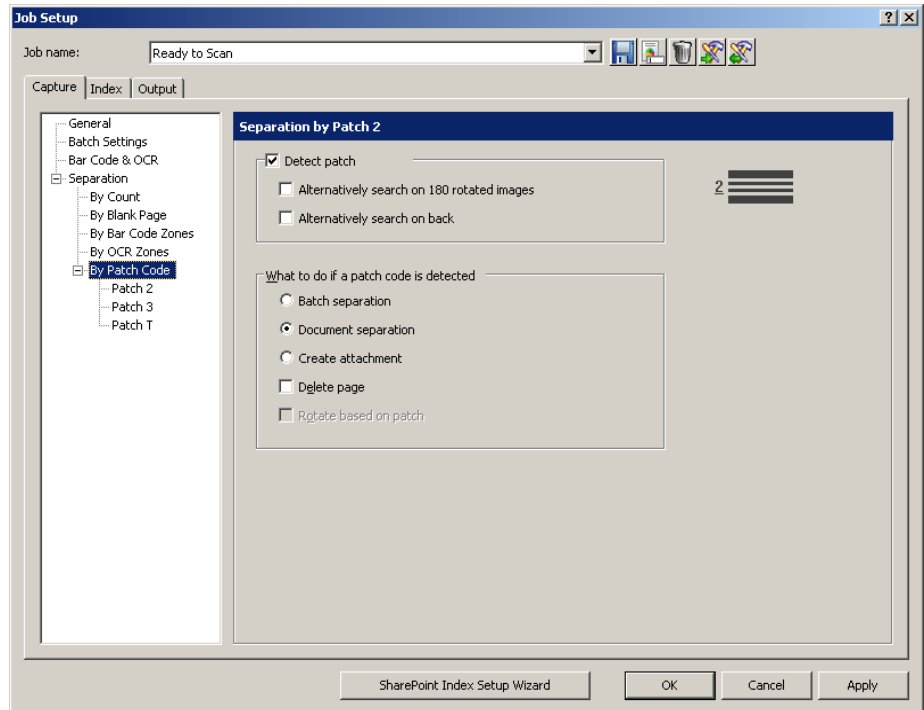 Job Setup
Job name: Ready to Scan
Capture Index Output
General
Batch Settings
Bar Code & OCR
Separation
By Count
By Blank Page
By Bar Code Zones
By OCR Zones
By Patch Code
Patch 2
Patch 3
Patch T
Separation by Patch 2
Detect patch
Alternatively search on 180 rotated images
Alternatively search on back
2
What to do if a patch code is detected
Batch separation
Document separation
Create attachment
Delete page
Rotate based on patch
SharePoint Index Setup Wizard OK Cancel Apply